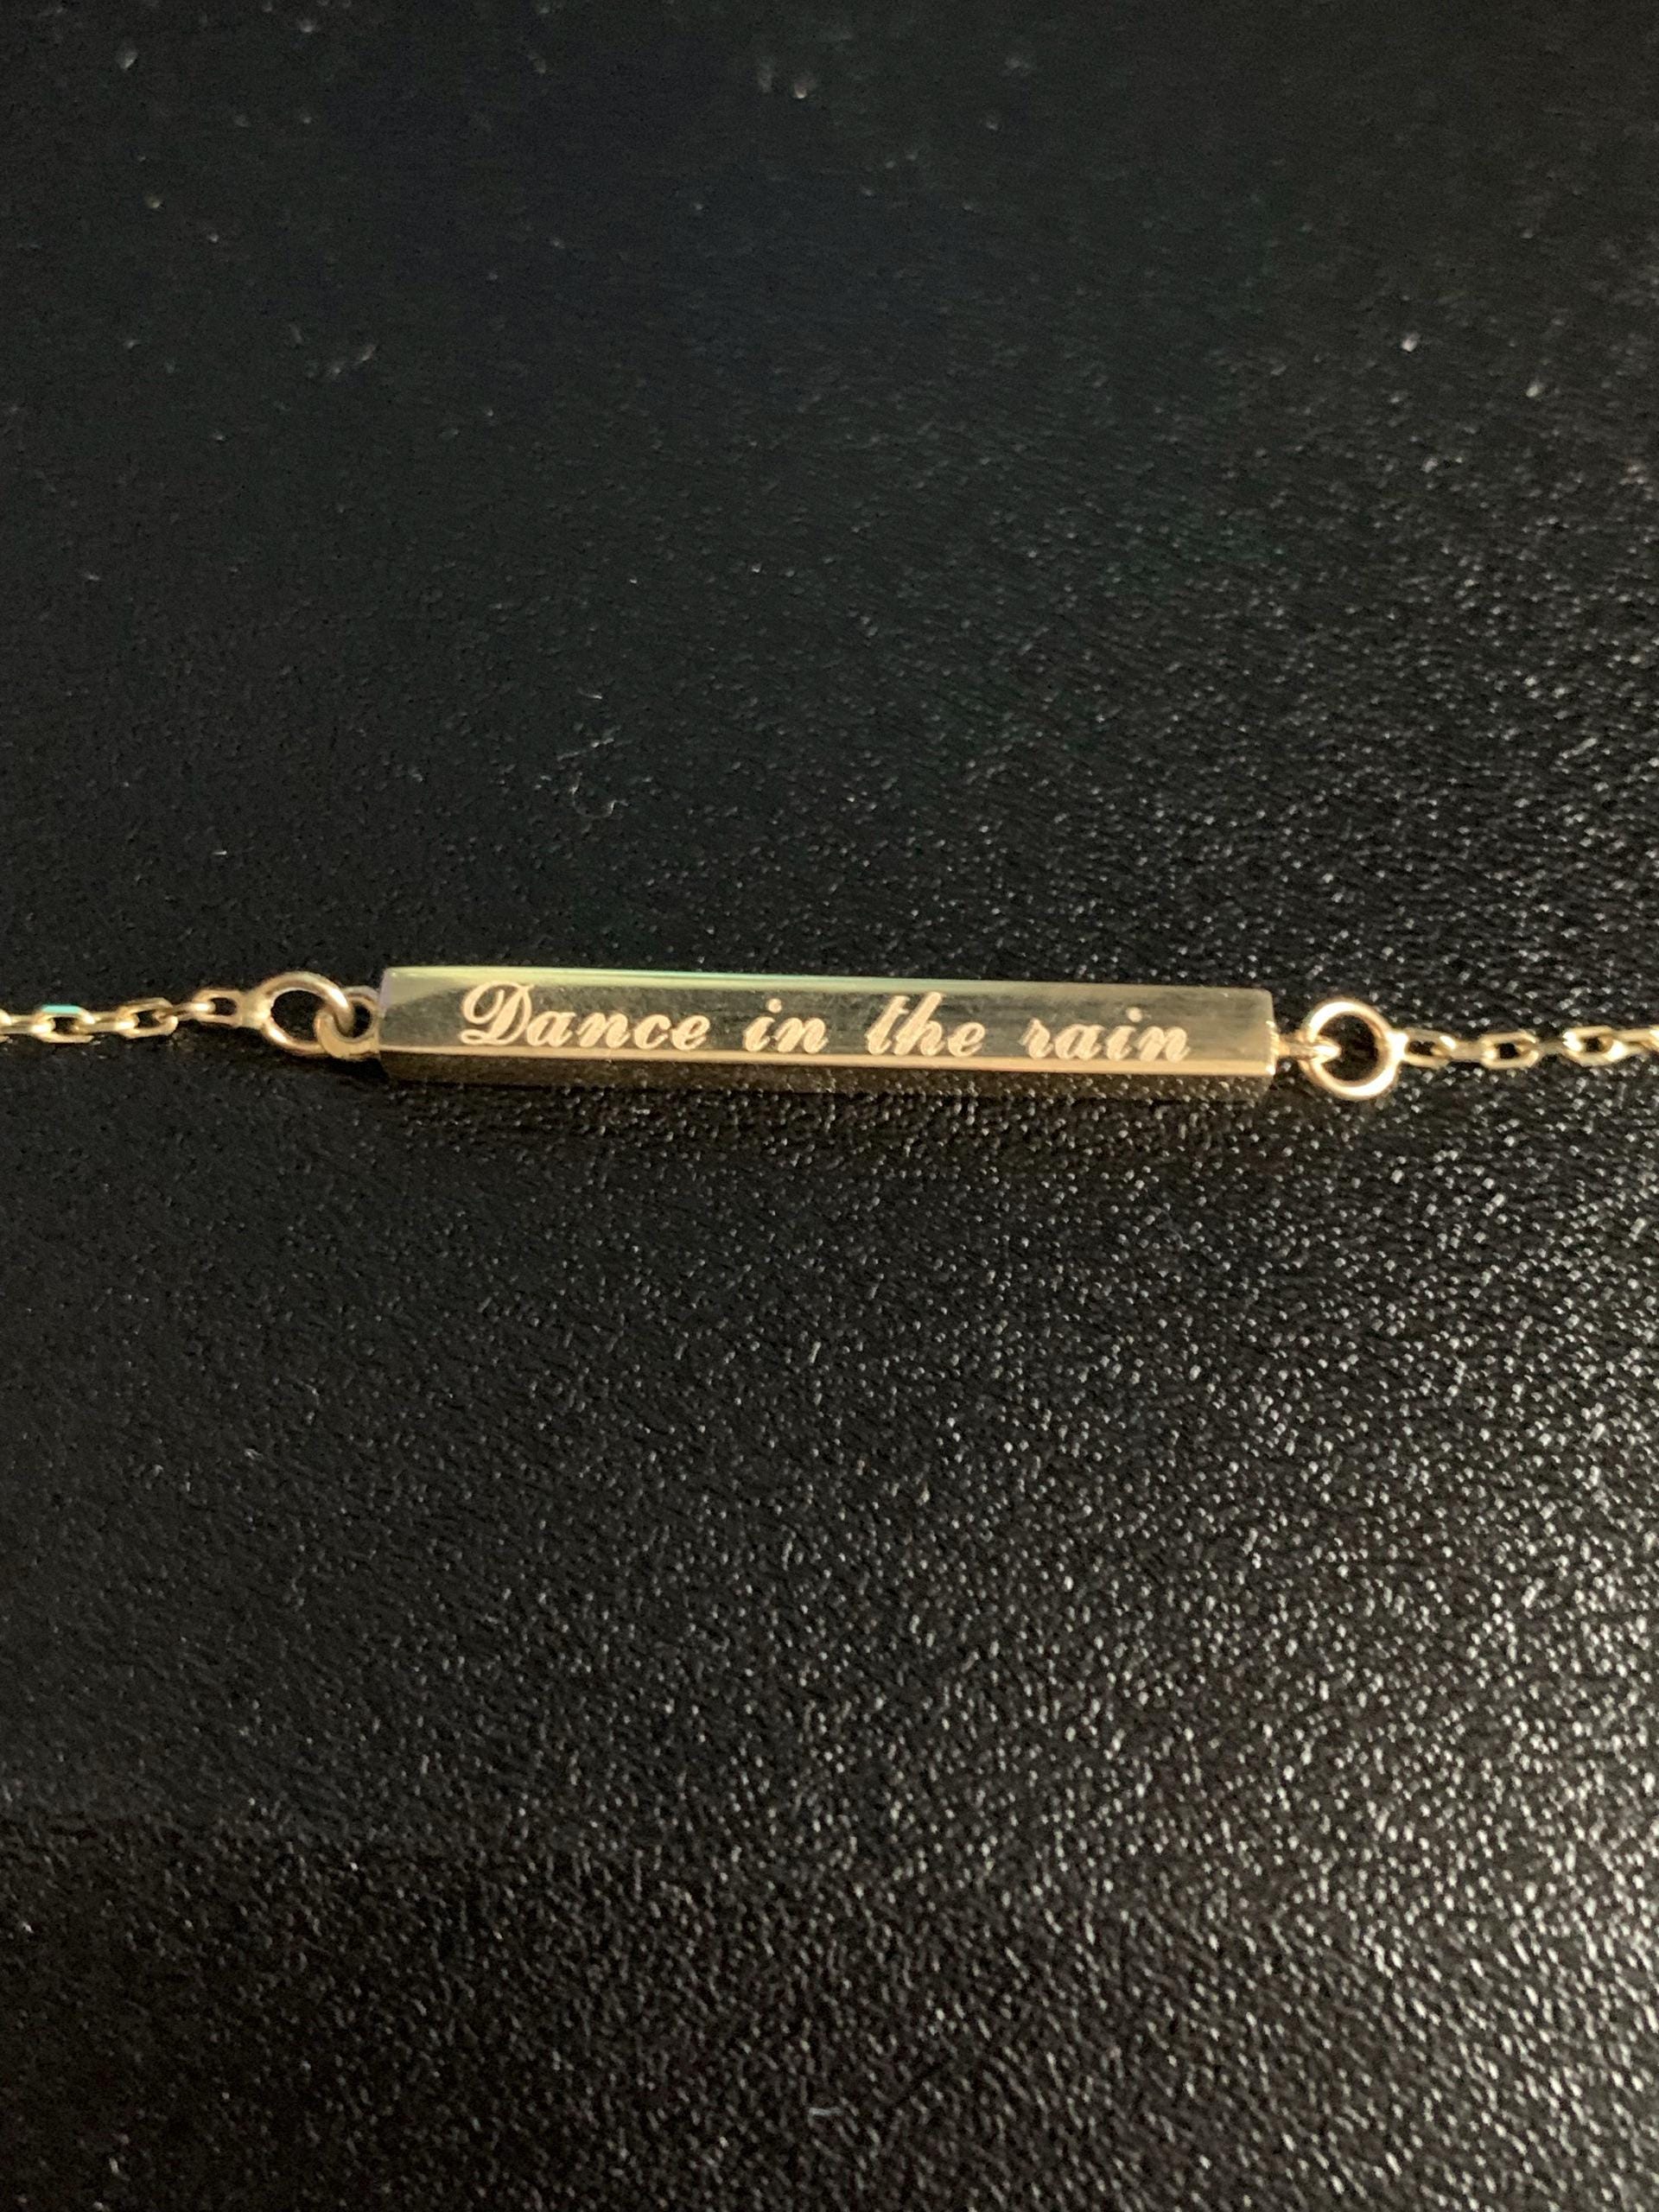 Dance in the rain